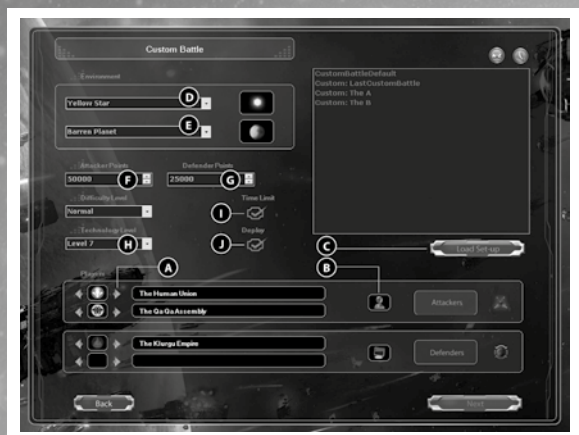 Custom Battle
Environment
Yellow Star
D
Barren Planet
E
CustomBattleDefault
Custom: LastCustomBattle
Custom: The A
Custom: The B
Attacker Points
Defender Points
50000
F
25000
G
Difficulty Level
Time Limit
Normal
I
Technology Level
Deploy
Level 7
H
J
C
Load Set-up
Players
A
B
The Human Union
The Qa Qa Assembly
Attackers
The Klurgu Empire
Defenders
Back
Next